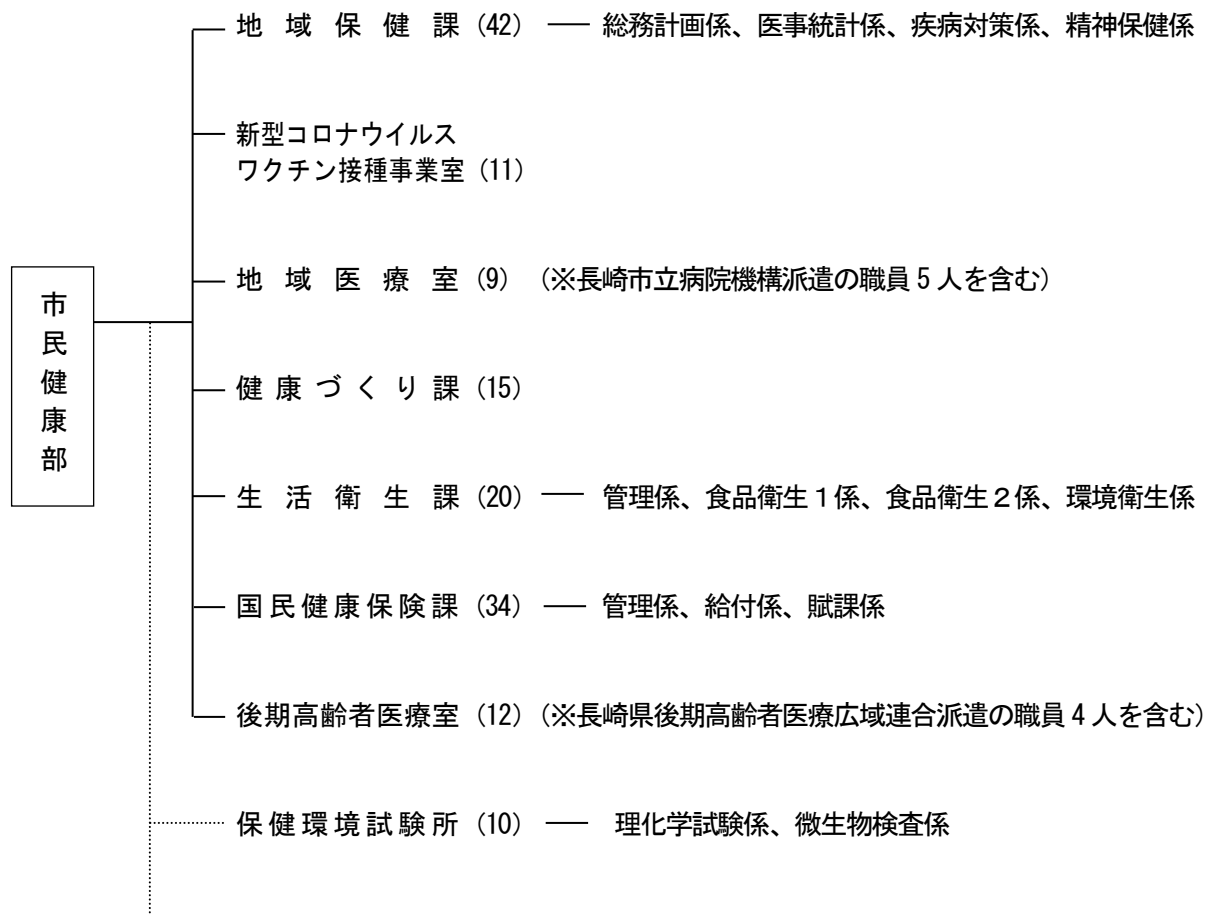 地域保健課 (42) ── 総務計画係、医事統計係、疾病対策係、精神保健係
新型コロナウイルス
ワクチン接種事業室 (11)
地域医療室 (9) (※長崎市立病院機構派遣の職員5人を含む)
市民健康部
健康づくり課 (15)
生活衛生課 (20) ── 管理係、食品衛生1係、食品衛生2係、環境衛生係
国民健康保険課 (34) ── 管理係、給付係、賦課係
後期高齢者医療室 (12) (※長崎県後期高齢者医療広域連合派遣の職員4人を含む)
保健環境試験所 (10) ── 理化学試験係、微生物検査係